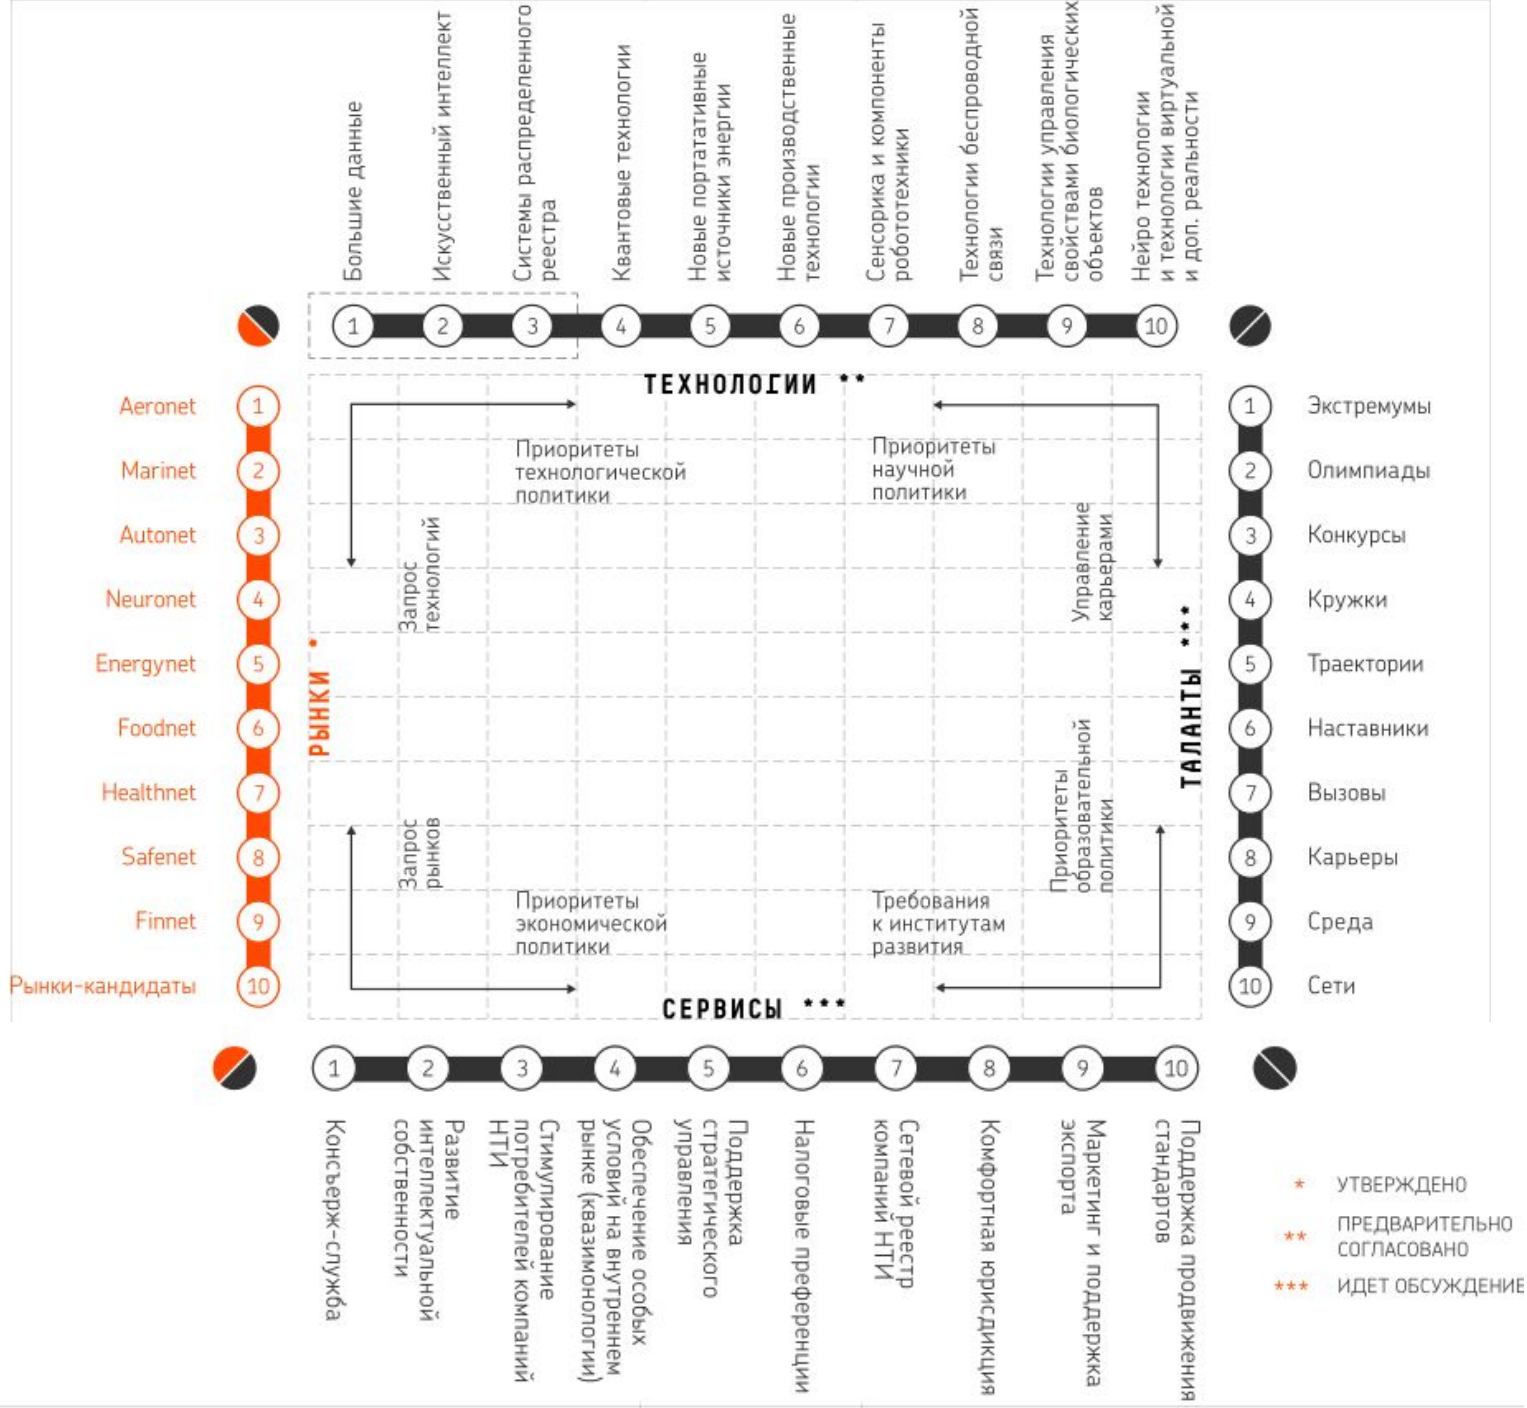 Большие данные
Искусственный интеллект
Системы распределенного
реестра
Квантовые технологии
Новые портатативные
источники энергии
Новые производственные
технологии
Сенсорика и компоненты
робототехники
Технологии беспроводной
связи
Технологии управления
свойствами биологических
объектов
Нейро технологии
и технологии виртуальной
и доп. реальности
1 2 3 4 5 6 7 8 9 10
ТЕХНОЛОГИИ **
Aeronet 1
Marinet 2
Autonet 3
Neuronet 4
Energynet 5
Foodnet 6
Healthnet 7
Safenet 8
Finnet 9
Рынки-кандидаты 10
РЫНКИ *
Приоритеты
технологической
политики
Запрос
технологий
Приоритеты
научной
политики
Управление
карьерами
Запрос
рынков
Приоритеты
экономической
политики
Приоритеты
образовательной
политики
Требования
к институтам
развития
ТАЛАНТЫ ***
1 Экстремумы
2 Олимпиады
3 Конкурсы
4 Кружки
5 Траектории
6 Наставники
7 Вызовы
8 Карьеры
9 Среда
10 Сети
СЕРВИСЫ ***
1 2 3 4 5 6 7 8 9 10
Консъерж-служба
Развитие
интеллектуальной
собственности
Стимулирование
потребителей компаний
НТИ
Обеспечение особых
условий на внутреннем
рынке (квазимонологии)
Поддержка
стратегического
управления
Налоговые преференции
Сетевой реестр
компаний НТИ
Комфортная юрисдикция
Маркетинг и поддержка
экспорта
Поддержка продвижения
стандартов
* УТВЕРЖДЕНО
** ПРЕДВАРИТЕЛЬНО
СОГЛАСОВАНО
*** ИДЕТ ОБСУЖДЕНИЕ